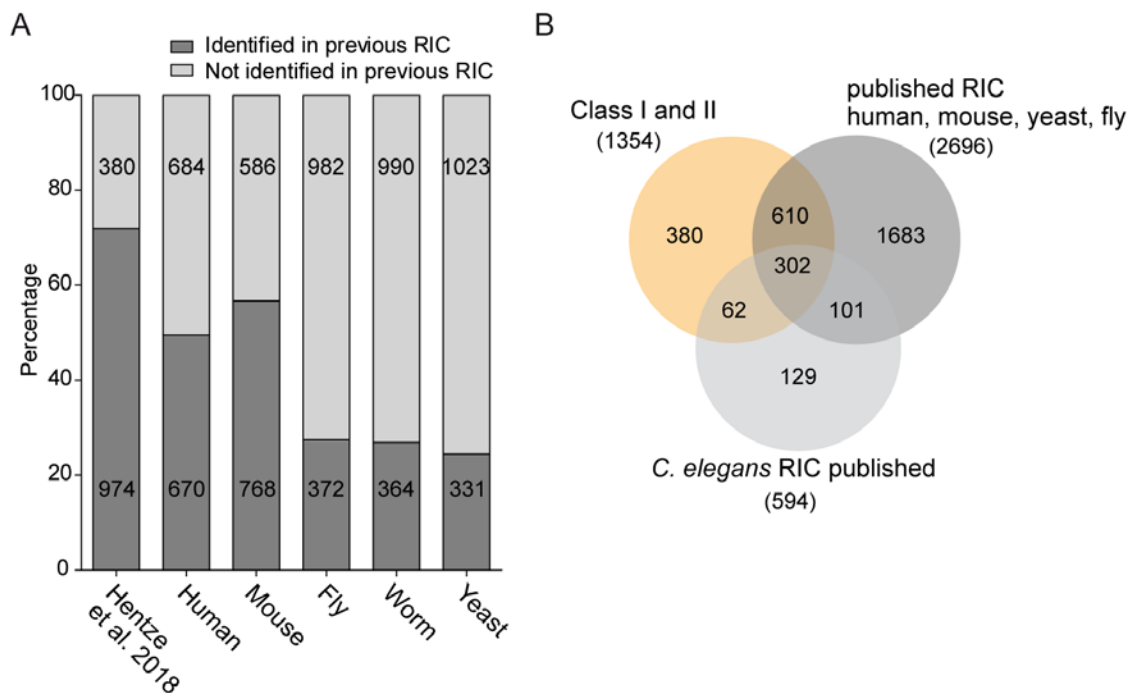 A
Identified in previous RIC
Not identified in previous RIC
Percentage
100
80
60
40
20
0
380
684
586
982
990
1023
974
670
768
372
364
331
Hentze
et al. 2018
Human
Mouse
Fly
Worm
Yeast
B
Class I and II
(1354)
published RIC
human, mouse, yeast, fly
(2696)
380
610
1683
302
62
101
129
C. elegans RIC published
(594)